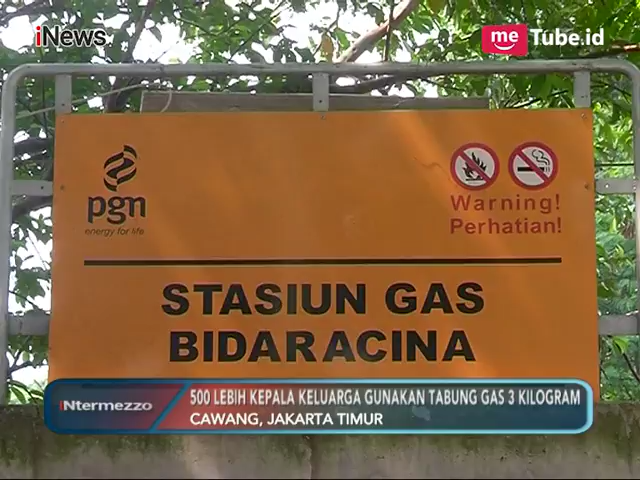 iNews.
me Tube.id
pgn
energy for life
Warning!
Perhatian!
STASIUN GAS
BIDARACINA
iNtermezzo
500 LEBIH KEPALA KELUARGA GUNAKAN TABUNG GAS 3 KILOGRAM
CAWANG, JAKARTA TIMUR